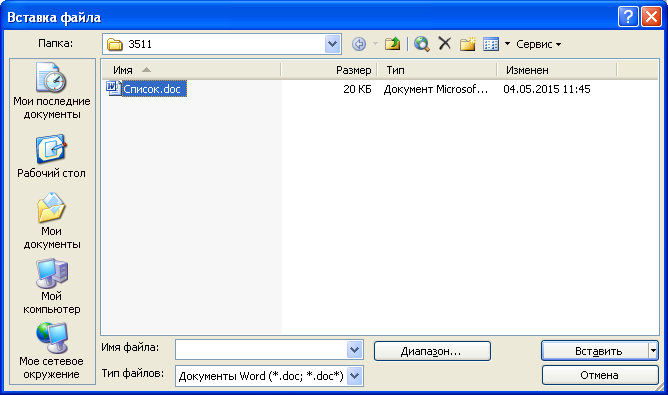 Вставка файла
Папка: 3511 Сервис
Имя Размер Тип Изменен
Список.doc 20 КБ Документ Microsof... 04.05.2015 11:45
Мои последние
документы
Рабочий стол
Мои
документы
Мой
компьютер
Мое сетевое
окружение
Имя файла: Диапазон... Вставить
Тип файлов: Документы Word (*.doc; *.doc*) Отмена